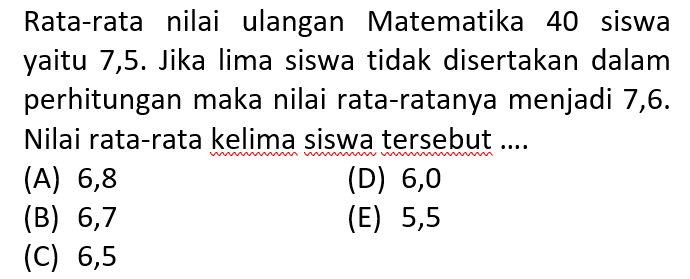 Rata-rata nilai ulangan Matematika 40 siswa
yaitu 7,5. Jika lima siswa tidak disertakan dalam
perhitungan maka nilai rata-ratanya menjadi 7,6.
Nilai rata-rata kelima siswa tersebut ....
(A) 6,8 (D) 6,0
(B) 6,7 (E) 5,5
(C) 6,5